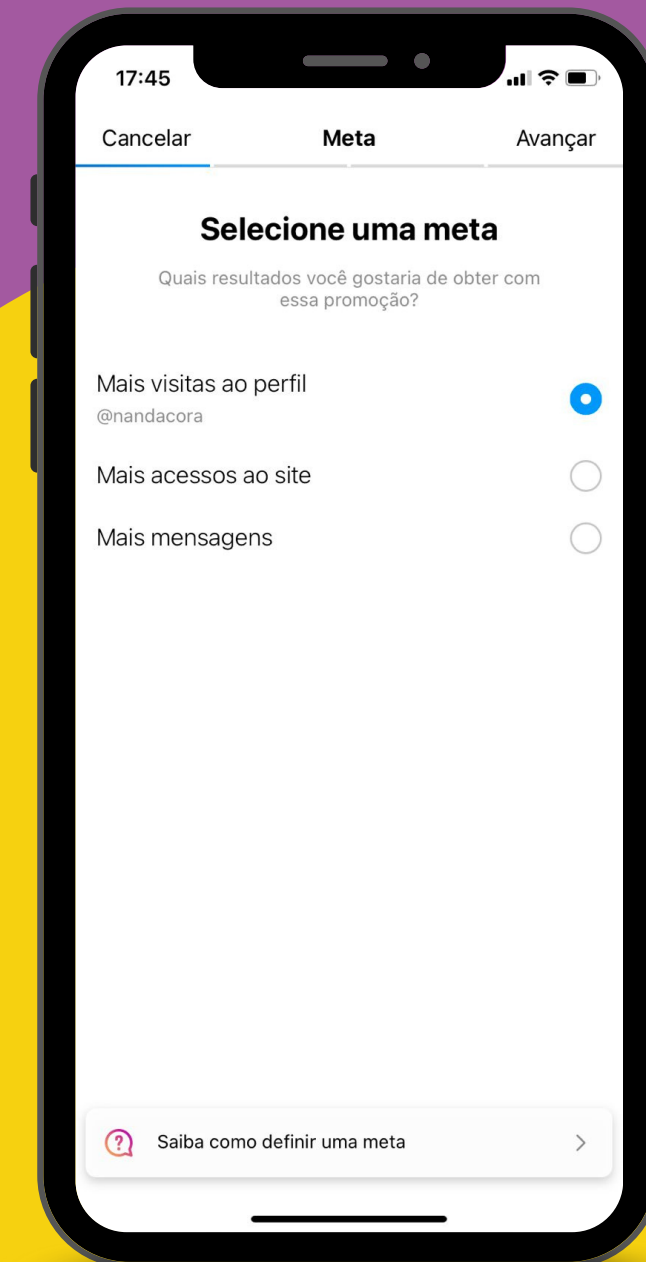 17:45
Cancelar
Meta
Avançar
Selecione uma meta
Quais resultados você gostaria de obter com
essa promoção?
Mais visitas ao perfil
@nandacora
Mais acessos ao site
Mais mensagens
Saiba como definir uma meta